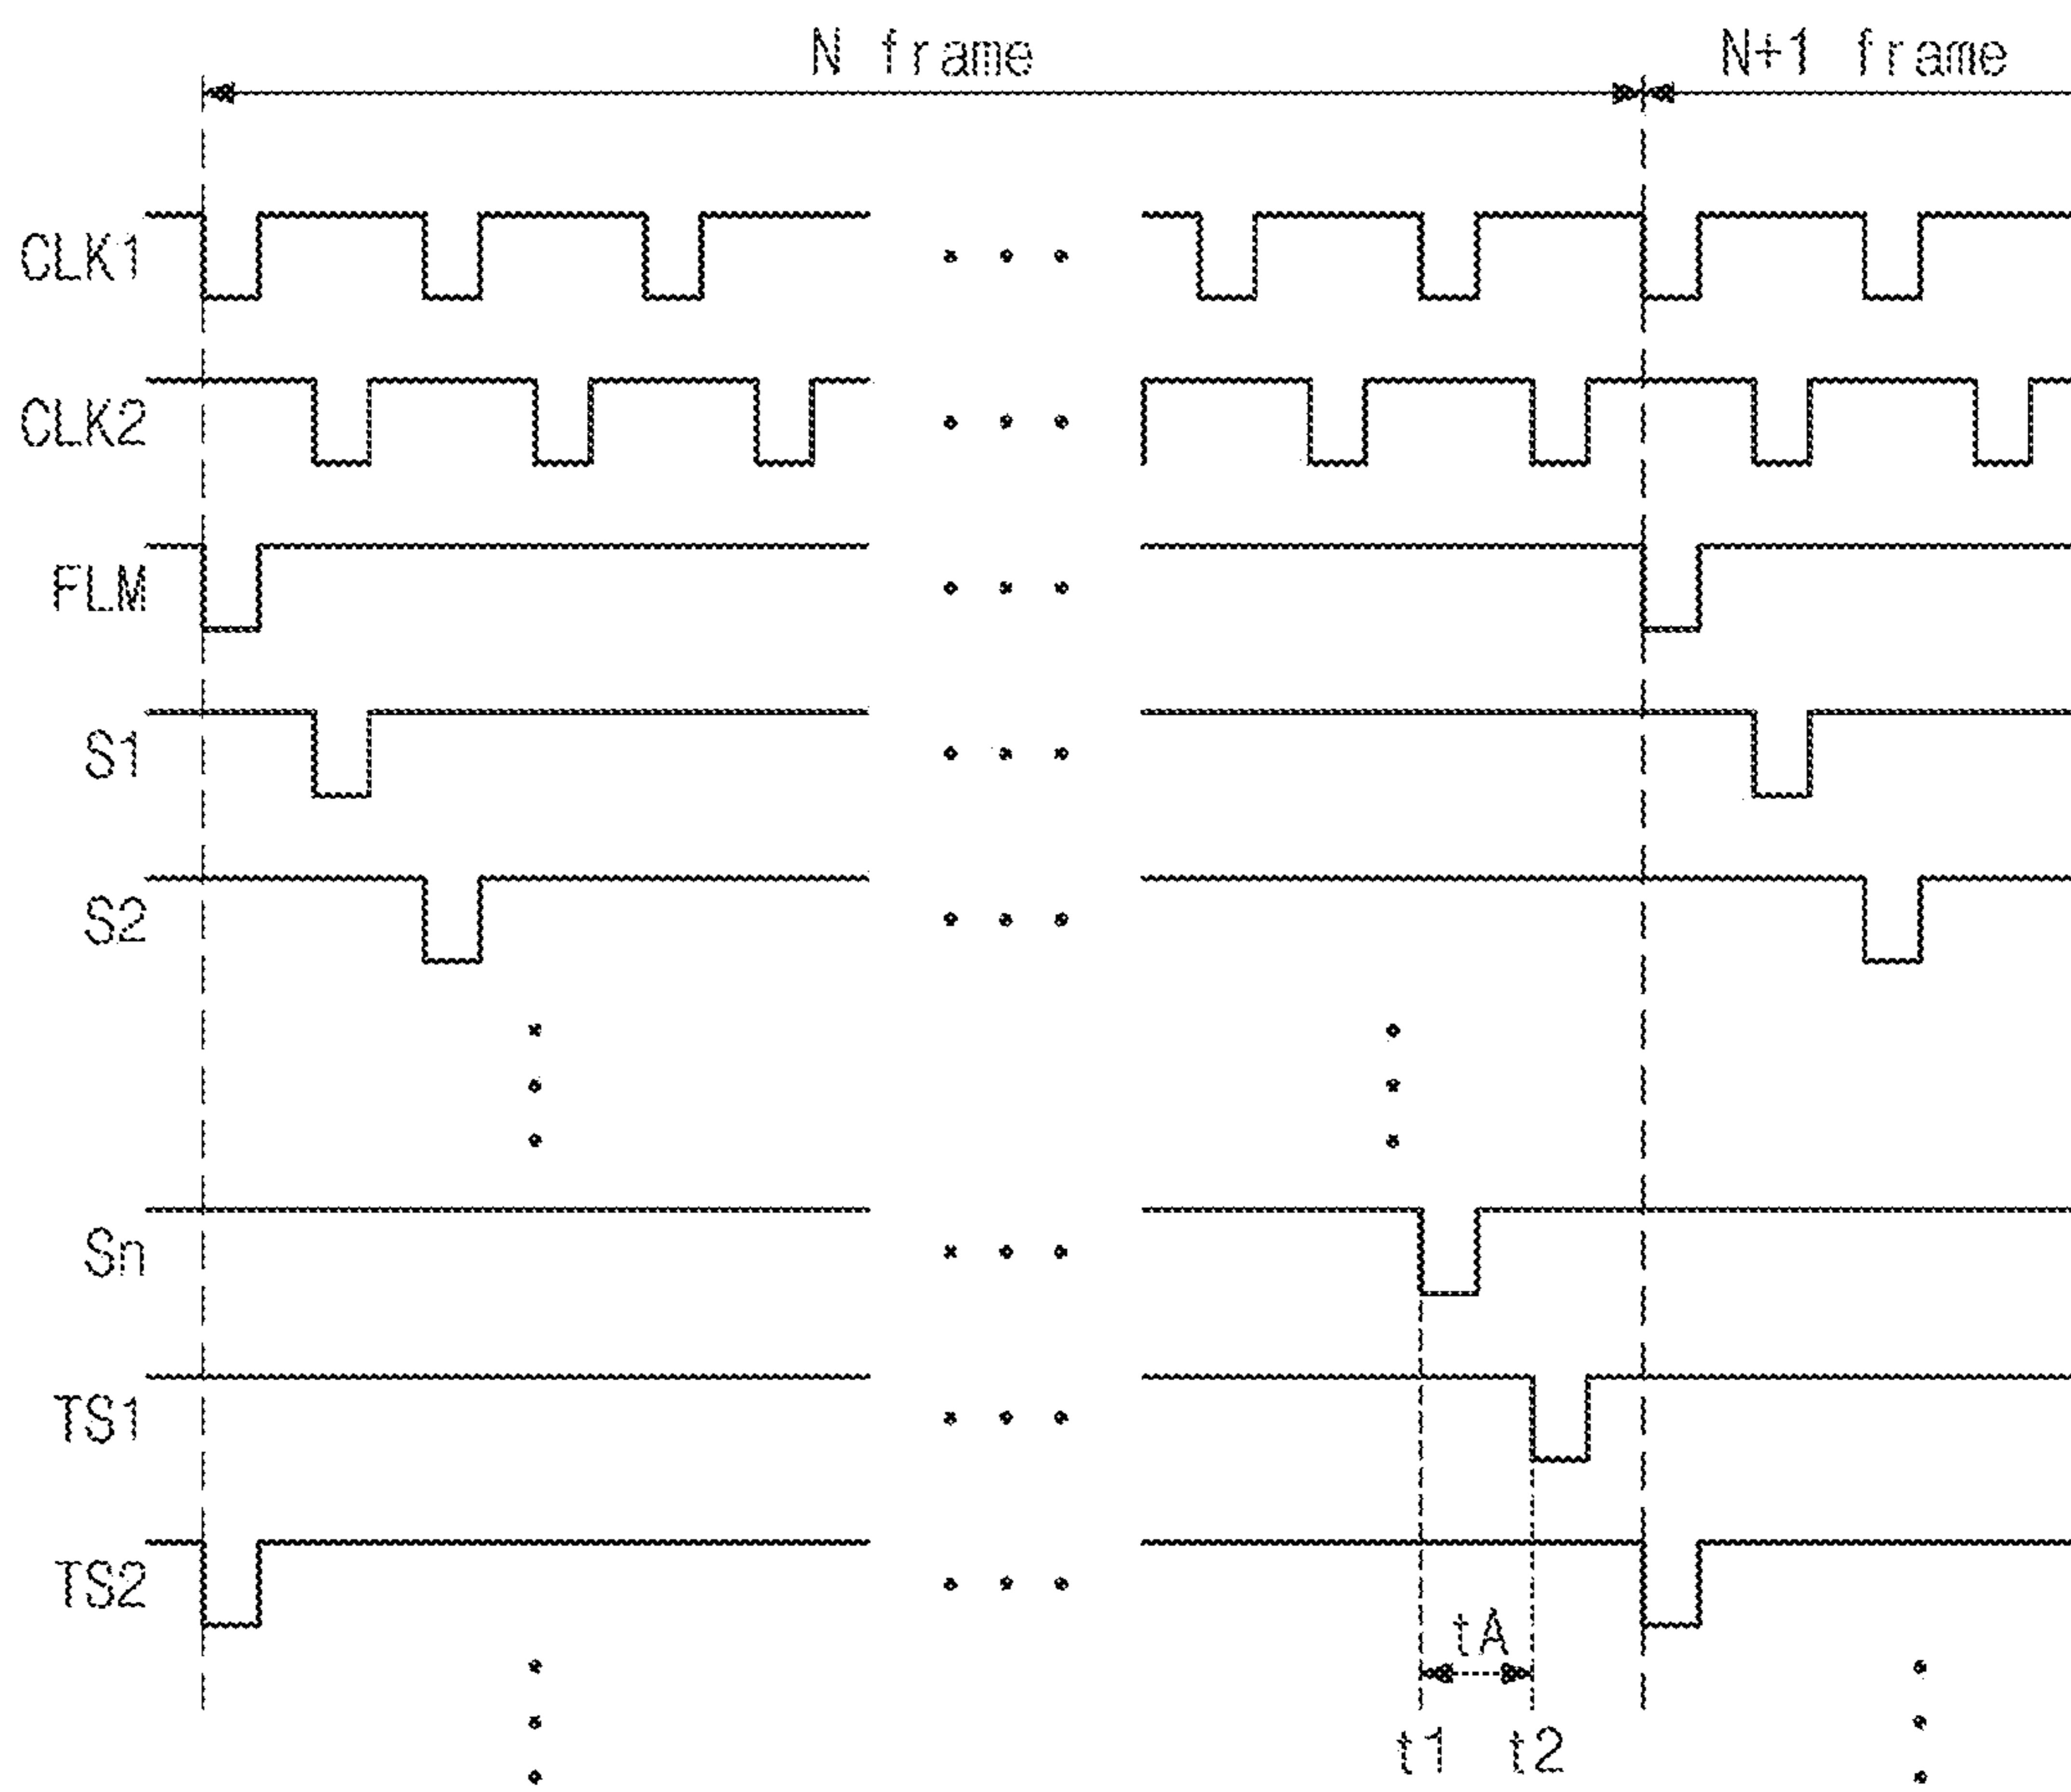 N frame
N+1 frame
CLK1
CLK2
FLM
S1
S2
Sn
TS1
TS2
tA
t1
t2